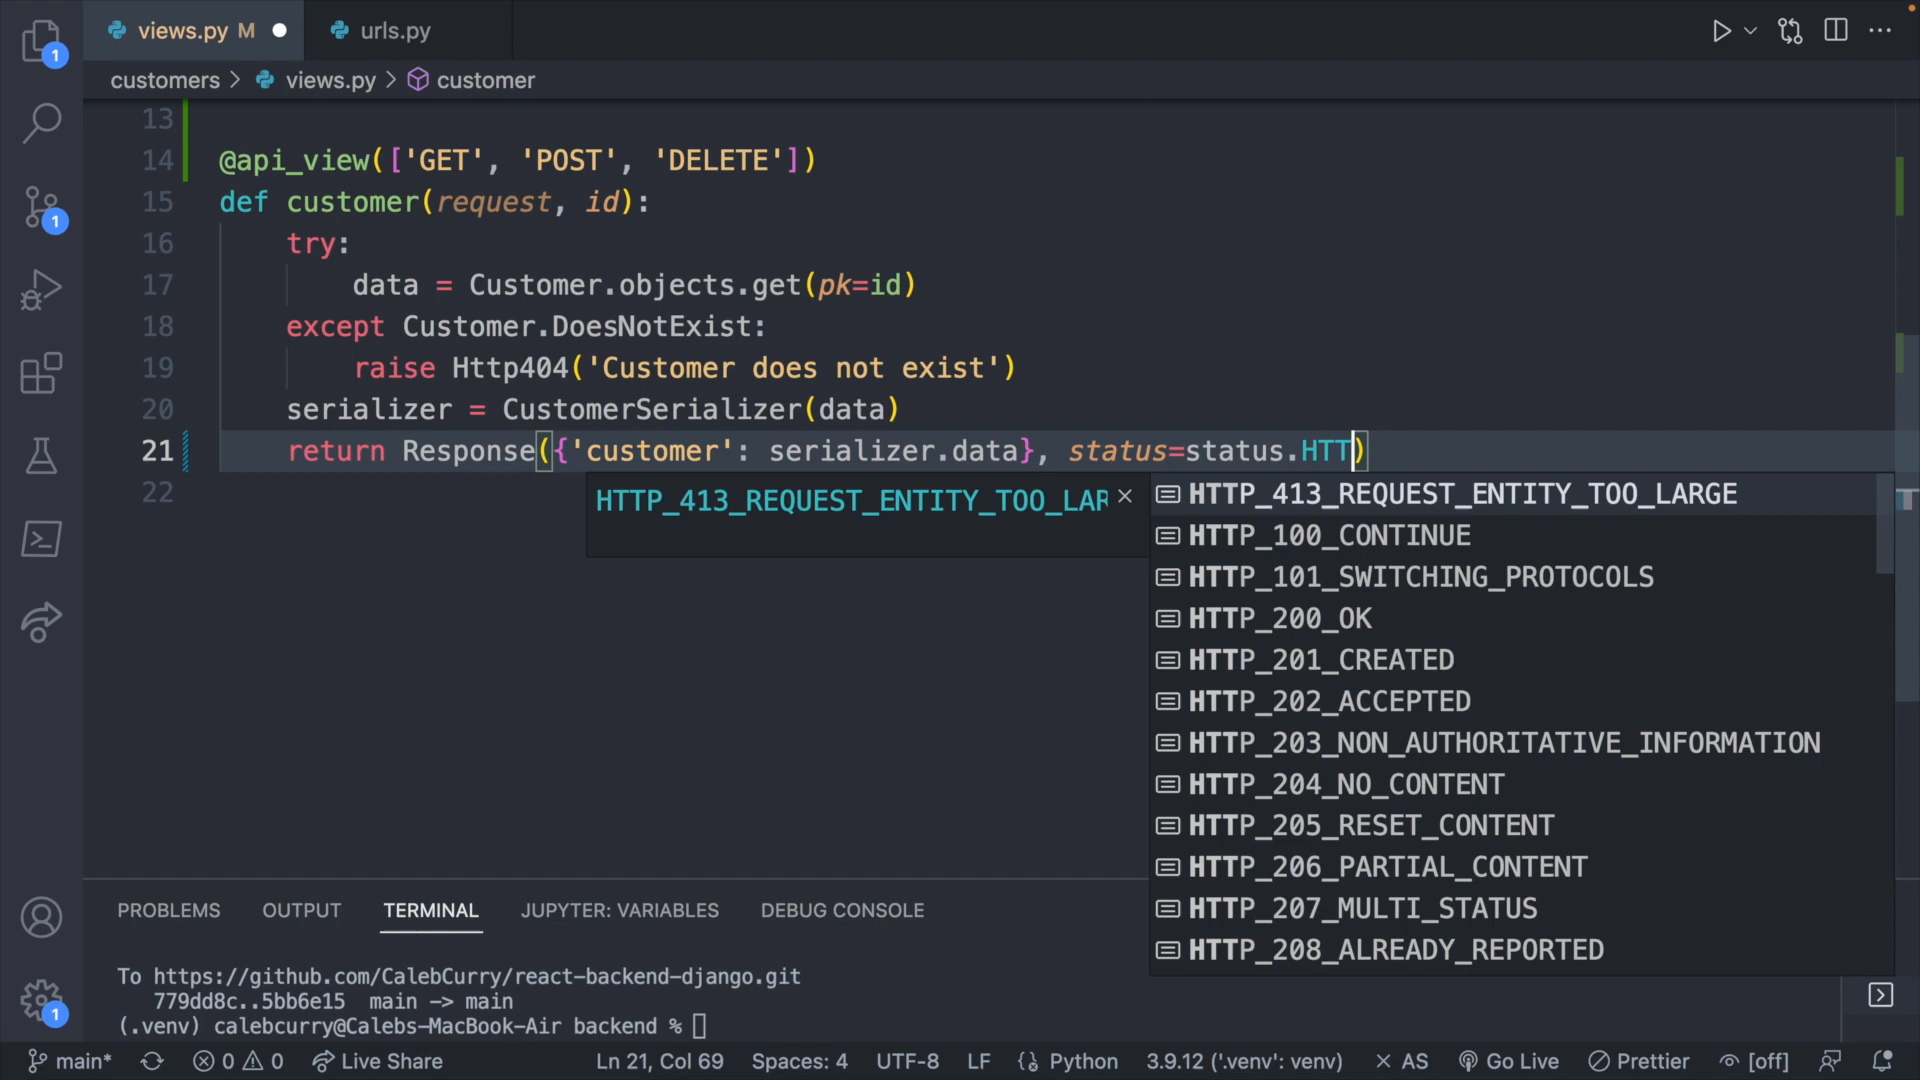 views.py M
urls.py
customers > views.py > customer
13
14 @api_view(['GET', 'POST', 'DELETE'])
15 def customer(request, id):
16 try:
17 data = Customer.objects.get(pk=id)
18 except Customer.DoesNotExist:
19 raise Http404('Customer does not exist')
20 serializer = CustomerSerializer(data)
21 return Response({'customer': serializer.data}, status=status.HTT)
22
HTTP_413_REQUEST_ENTITY_TOO_LAR
HTTP_413_REQUEST_ENTITY_TOO_LARGE
HTTP_100_CONTINUE
HTTP_101_SWITCHING_PROTOCOLS
HTTP_200_OK
HTTP_201_CREATED
HTTP_202_ACCEPTED
HTTP_203_NON_AUTHORITATIVE_INFORMATION
HTTP_204_NO_CONTENT
HTTP_205_RESET_CONTENT
HTTP_206_PARTIAL_CONTENT
HTTP_207_MULTI_STATUS
HTTP_208_ALREADY_REPORTED
1
1
1
PROBLEMS OUTPUT TERMINAL JUPYTER: VARIABLES DEBUG CONSOLE
To https://github.com/CalebCurry/react-backend-django.git
779dd8c..5bb6e15 main -> main
(.venv) calebcurry@Calebs-MacBook-Air backend %
main* 0 0 Live Share Ln 21, Col 69 Spaces: 4 UTF-8 LF Python 3.9.12 ('.venv': venv) AS Go Live Prettier [off]